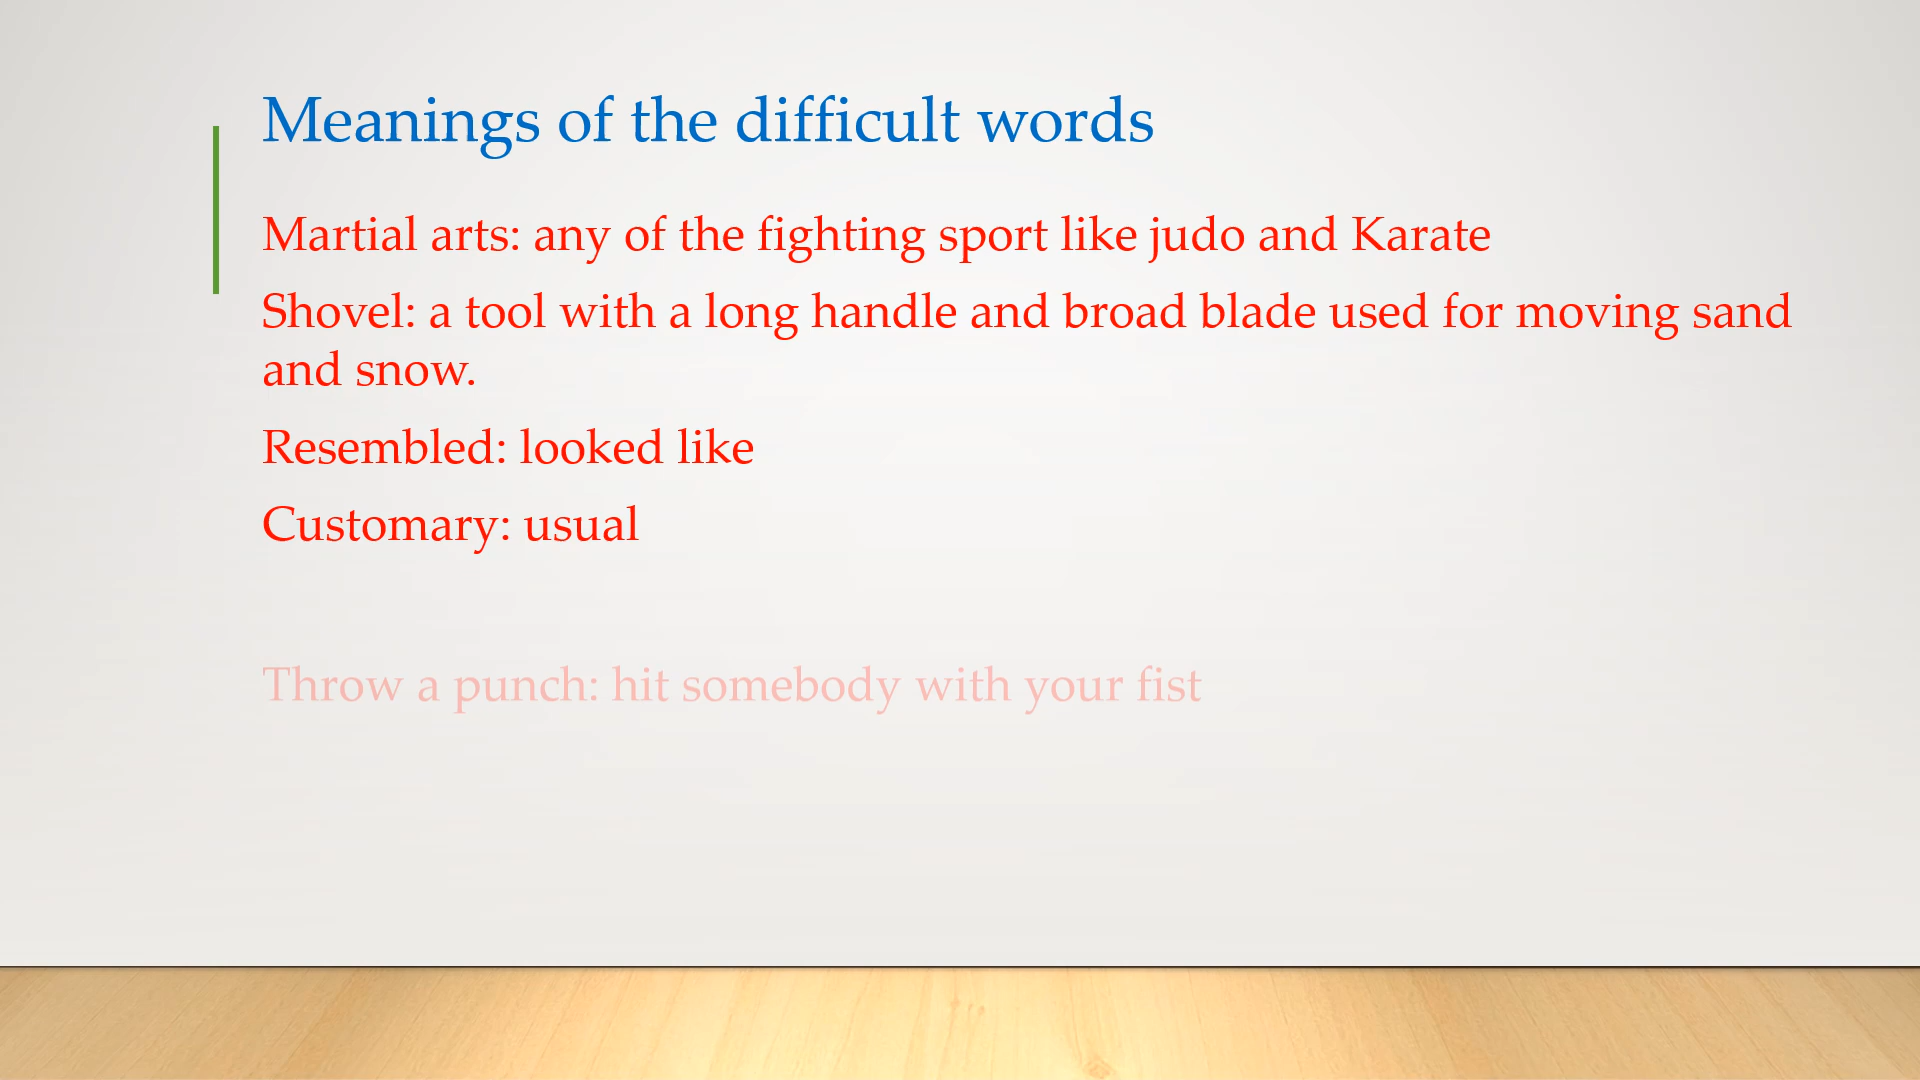 Meanings of the difficult words
Martial arts: any of the fighting sport like judo and Karate
Shovel: a tool with a long handle and broad blade used for moving sand
and snow.
Resembled: looked like
Customary: usual
Throw a punch: hit somebody with your fist